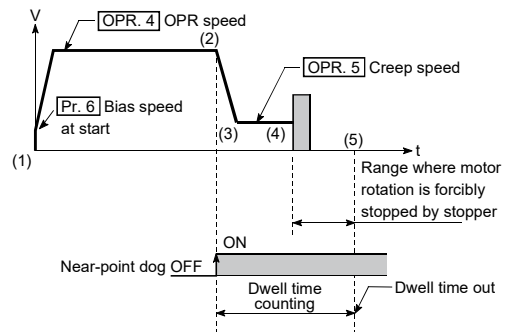 V
OPR. 4 OPR speed
(2)
OPR. 5 Creep speed
Pr. 6 Bias speed
at start
(3)
(4)
(5)
(1)
t
Range where motor
rotation is forcibly
stopped by stopper
ON
Near-point dog OFF
Dwell time
counting
Dwell time out